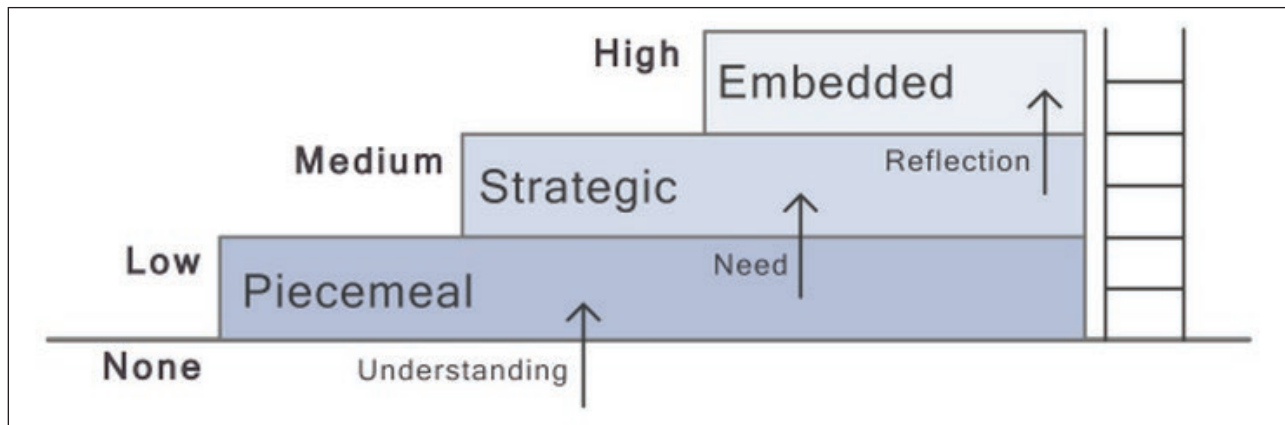 High
Embedded
Reflection
Medium
Strategic
Need
Low
Piecemeal
Understanding
None